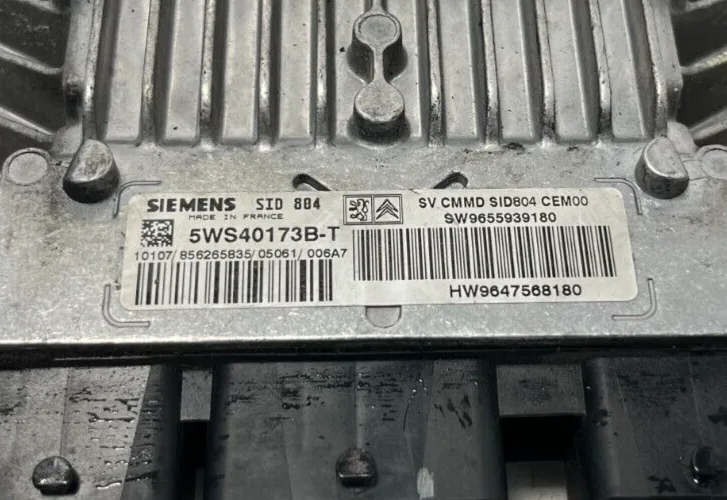 SIEMENS SID 804
MADE IN FRANCE
5WS40173B-T
10107/856265835/05061/006A7
SV CMMD SID804 CEM00
SW9655939180
HW9647568180